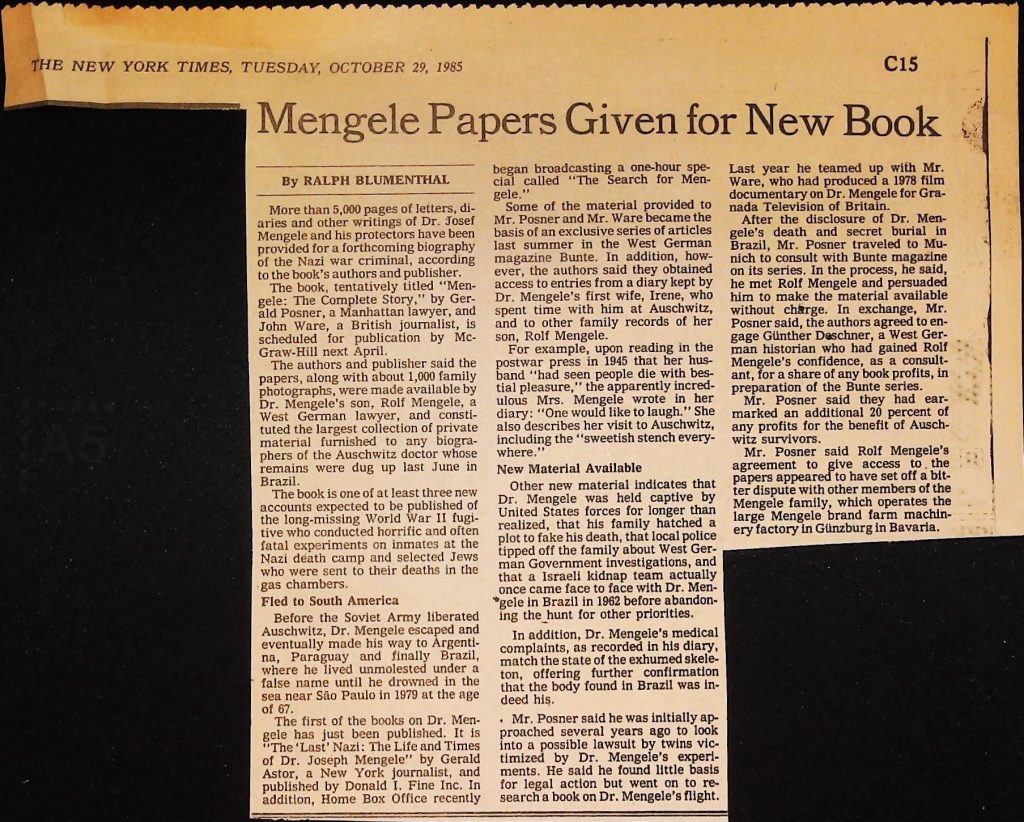 THE NEW YORK TIMES, TUESDAY, OCTOBER 29, 1985
C15
Mengele Papers Given for New Book
By RALPH BLUMENTHAL
More than 5,000 pages of letters, di-
aries and other writings of Dr. Josef
Mengele and his protectors have been
provided for a forthcoming biography
of the Nazi war criminal, according
to the book's authors and publisher.
The book, tentatively titled "Men-
gele: The Complete Story," by Ger-
ald Posner, a Manhattan lawyer, and
John Ware, a British journalist, is
scheduled for publication by Mc-
Graw-Hill next April.
The authors and publisher said the
papers, along with about 1,000 family
photographs, were made available by
Dr. Mengele's son, Rolf Mengele, a
West German lawyer, and consti-
tuted the largest collection of private
material furnished to any biogra-
phers of the Auschwitz doctor whose
remains were dug up last June in
Brazil.
The book is one of at least three new
accounts expected to be published of
the long-missing World War II fugi-
tive who conducted horrific and often
fatal experiments on inmates at the
Nazi death camp and selected Jews
who were sent to their deaths in the
gas chambers.
Fled to South America
Before the Soviet Army liberated
Auschwitz, Dr. Mengele escaped and
eventually made his way to Argenti-
na, Paraguay and finally Brazil,
where he lived unmolested under a
false name until he drowned in the
sea near São Paulo in 1979 at the age
of 67.
The first of the books on Dr. Men-
gele has just been published. It is
"The 'Last' Nazi: The Life and Times
of Dr. Joseph Mengele" by Gerald
Astor, a New York journalist, and
published by Donald I. Fine Inc. In
addition, Home Box Office recently
began broadcasting a one-hour spe-
cial called "The Search for Men-
gele."
Some of the material provided to
Mr. Posner and Mr. Ware became the
basis of an exclusive series of articles
last summer in the West German
magazine Bunte. In addition, how-
ever, the authors said they obtained
access to entries from a diary kept by
Dr. Mengele's first wife, Irene, who
spent time with him at Auschwitz,
and to other family records of her
son, Rolf Mengele.
For example, upon reading in the
postwar press in 1945 that her hus-
band "had seen people die with bes-
tial pleasure," the apparently incred-
ulous Mrs. Mengele wrote in her
diary: "One would like to laugh." She
also describes her visit to Auschwitz,
including the "sweetish stench every-
where."
New Material Available
Other new material indicates that
Dr. Mengele was held captive by
United States forces for longer than
realized, that his family hatched a
plot to fake his death, that local police
tipped off the family about West Ger-
man Government investigations, and
that a Israeli kidnap team actually
once came face to face with Dr. Men-
gele in Brazil in 1962 before abandon-
ing the hunt for other priorities.
In addition, Dr. Mengele's medical
complaints, as recorded in his diary,
match the state of the exhumed skele-
ton, offering further confirmation
that the body found in Brazil was in-
deed his.
Mr. Posner said he was initially ap-
proached several years ago to look
into a possible lawsuit by twins vic-
timized by Dr. Mengele's experi-
ments. He said he found little basis
for legal action but went on to re-
search a book on Dr. Mengele's flight.
Last year he teamed up with Mr.
Ware, who had produced a 1978 film
documentary on Dr. Mengele for Gra-
nada Television of Britain.
After the disclosure of Dr. Men-
gele's death and secret burial in
Brazil, Mr. Posner traveled to Mu-
nich to consult with Bunte magazine
on its series. In the process, he said,
he met Rolf Mengele and persuaded
him to make the material available
without charge. In exchange, Mr.
Posner said, the authors agreed to en-
gage Günther Deschner, a West Ger-
man historian who had gained Rolf
Mengele's confidence, as a consult-
ant, for a share of any book profits, in
preparation of the Bunte series.
Mr. Posner said they had ear-
marked an additional 20 percent of
any profits for the benefit of Ausch-
witz survivors.
Mr. Posner said Rolf Mengele's
agreement to give access to the
papers appeared to have set off a bit-
ter dispute with other members of the
Mengele family, which operates the
large Mengele brand farm machin-
ery factory in Günzburg in Bavaria.